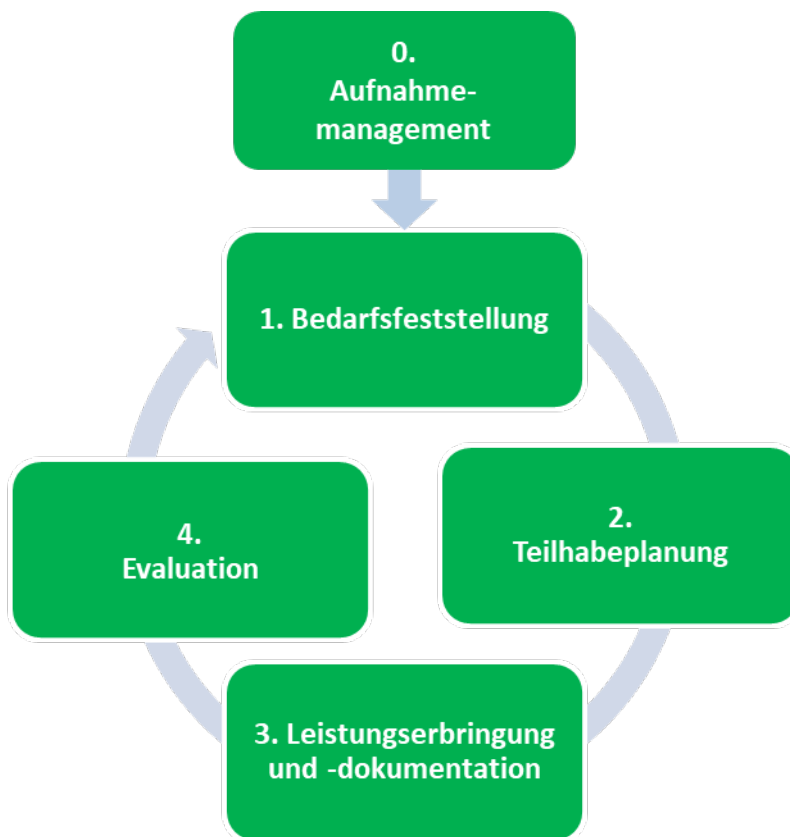 0.
Aufnahme-
management
1. Bedarfsfeststellung
2.
Teilhabeplanung
3. Leistungserbringung
und -dokumentation
4.
Evaluation